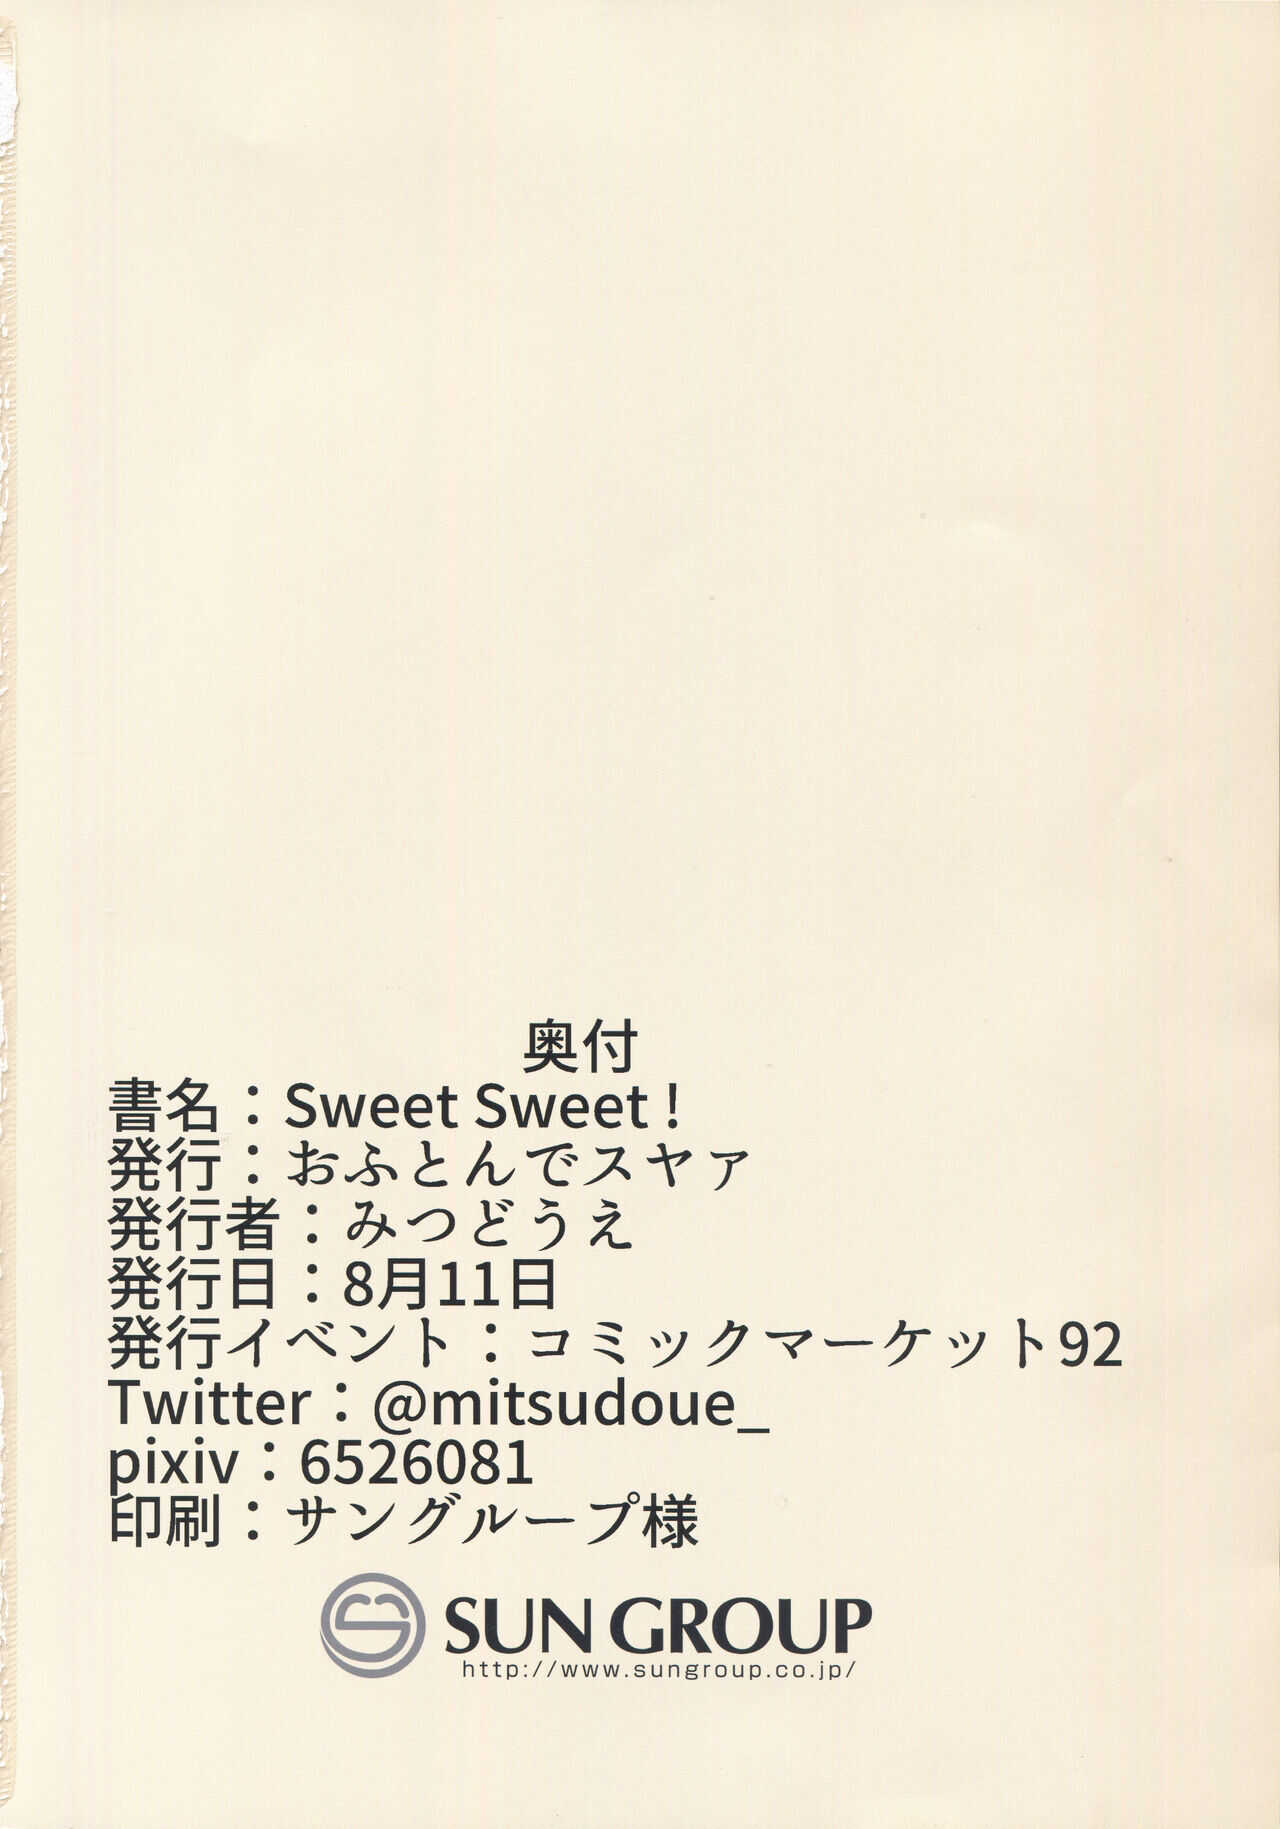 奥付
書名：Sweet Sweet !
発行：おふとんでスヤァ
発行者：みつどうえ
発行日：8月11日
発行イベント：コミックマーケット92
Twitter：@mitsudoue_
pixiv：6526081
印刷：サングループ様
SUN GROUP
http://www.sungroup.co.jp/